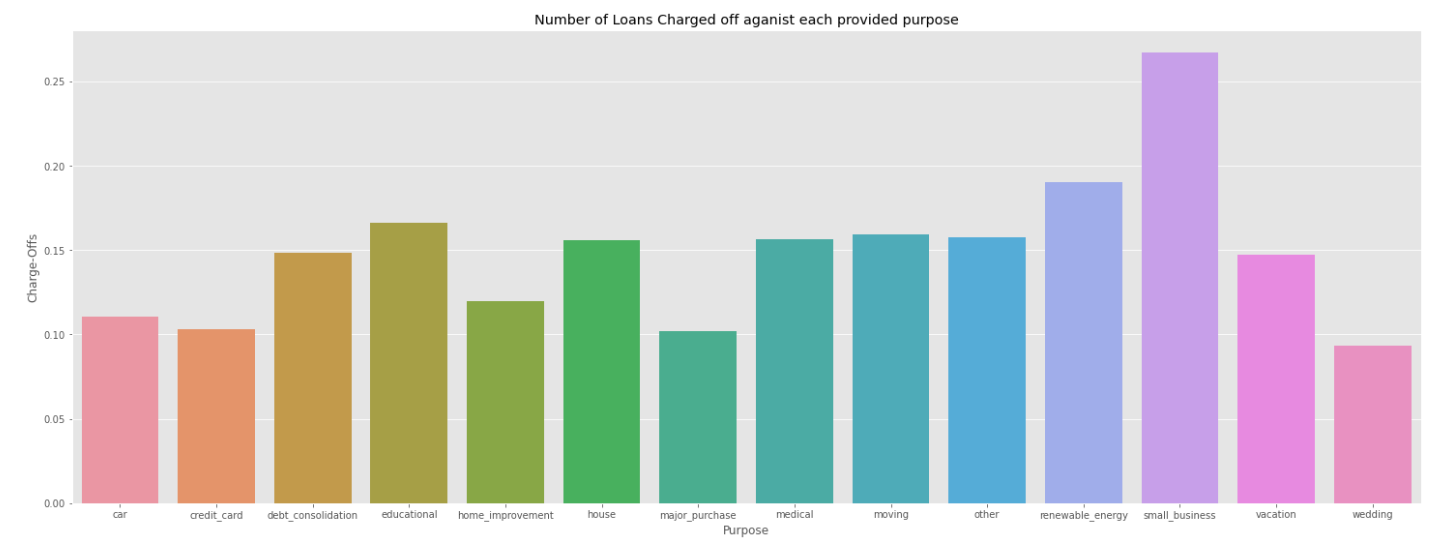 Number of Loans Charged off aganist each provided purpose
0.25
0.20
0.15
0.10
0.05
0.00
Charge-Offs
car credit_card debt_consolidation educational home_improvement house major_purchase medical moving other renewable_energy small_business vacation wedding
Purpose